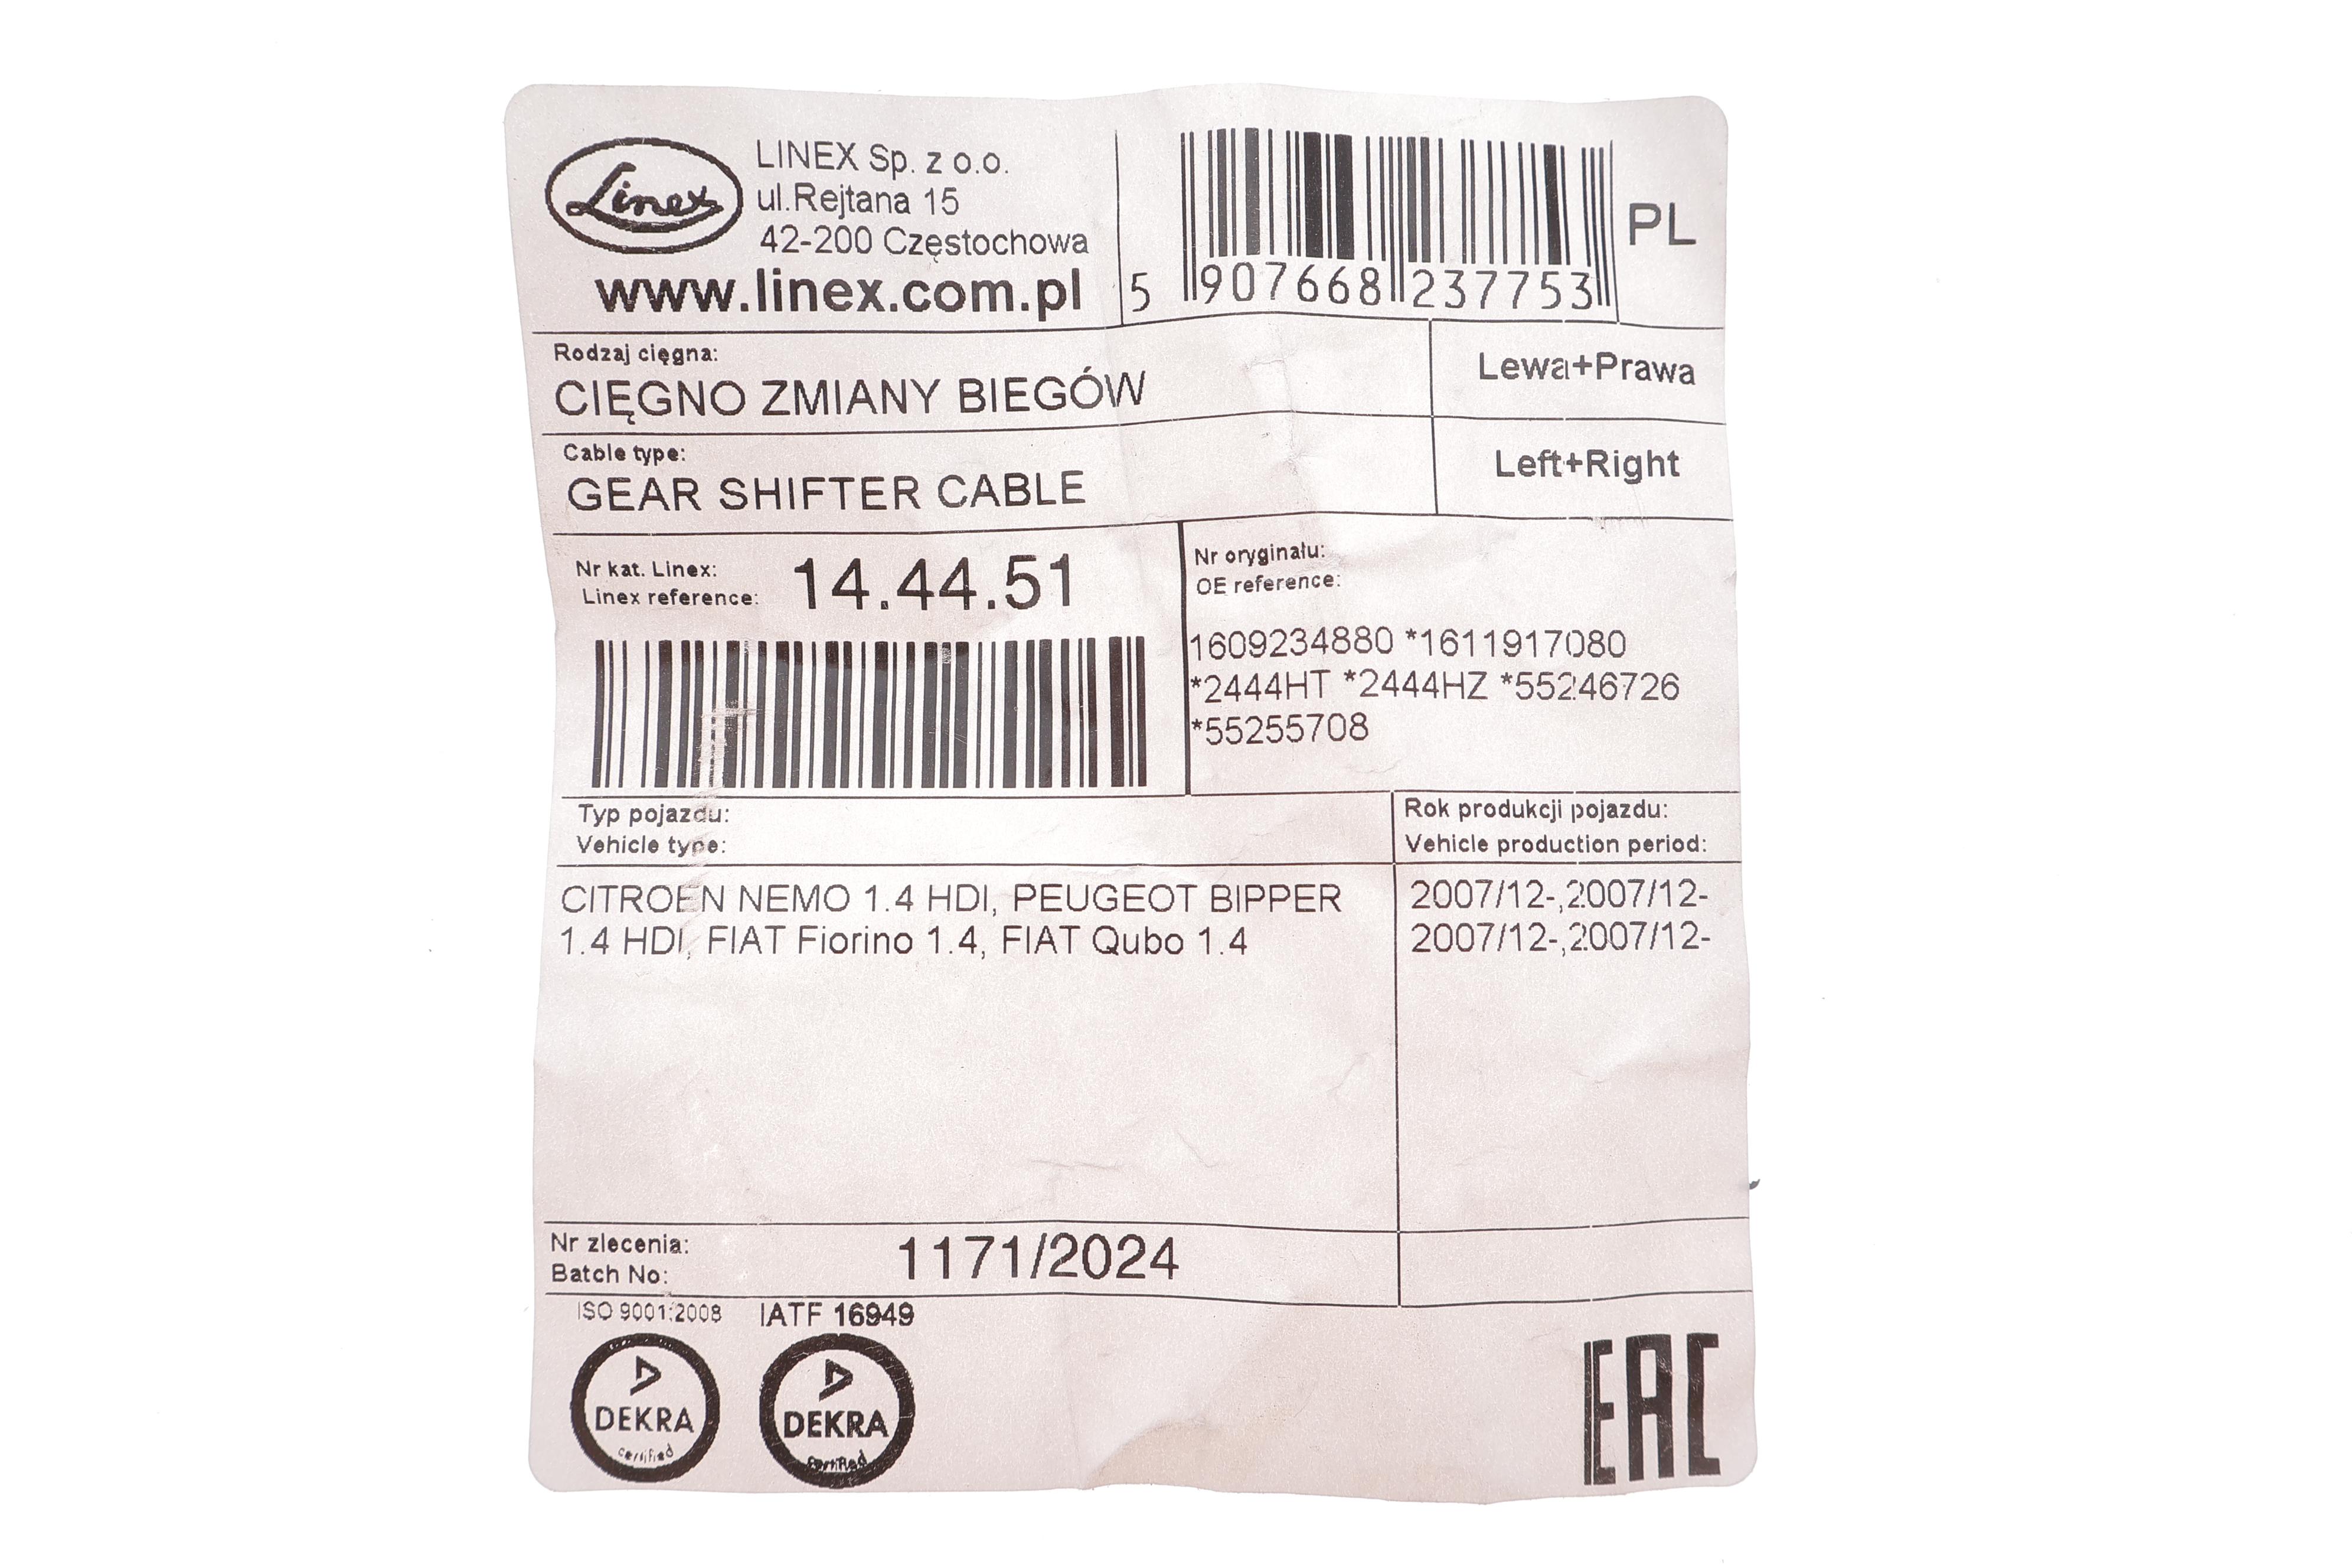 Linex
LINEX Sp. z o.o.
ul.Rejtana 15
42-200 Częstochowa
www.linex.com.pl
5 907668 237753
PL
Rodzaj cięgna:
CIĘGNO ZMIANY BIEGÓW
Lewa+Prawa
Cable type:
GEAR SHIFTER CABLE
Left+Right
Nr kat. Linex:
Linex reference:
14.44.51
Nr oryginału:
OE reference:
1609234880 *1611917080
*2444HT *2444HZ *55246726
*55255708
Typ pojazdu:
Vehicle type:
Rok produkcji pojazdu:
Vehicle production period:
CITROEN NEMO 1.4 HDI, PEUGEOT BIPPER
1.4 HDI, FIAT Fiorino 1.4, FIAT Qubo 1.4
2007/12-,2007/12-
2007/12-,2007/12-
Nr zlecenia:
Batch No:
1171/2024
ISO 9001:2008
IATF 16949
DEKRA
certified
DEKRA
certified
EAC